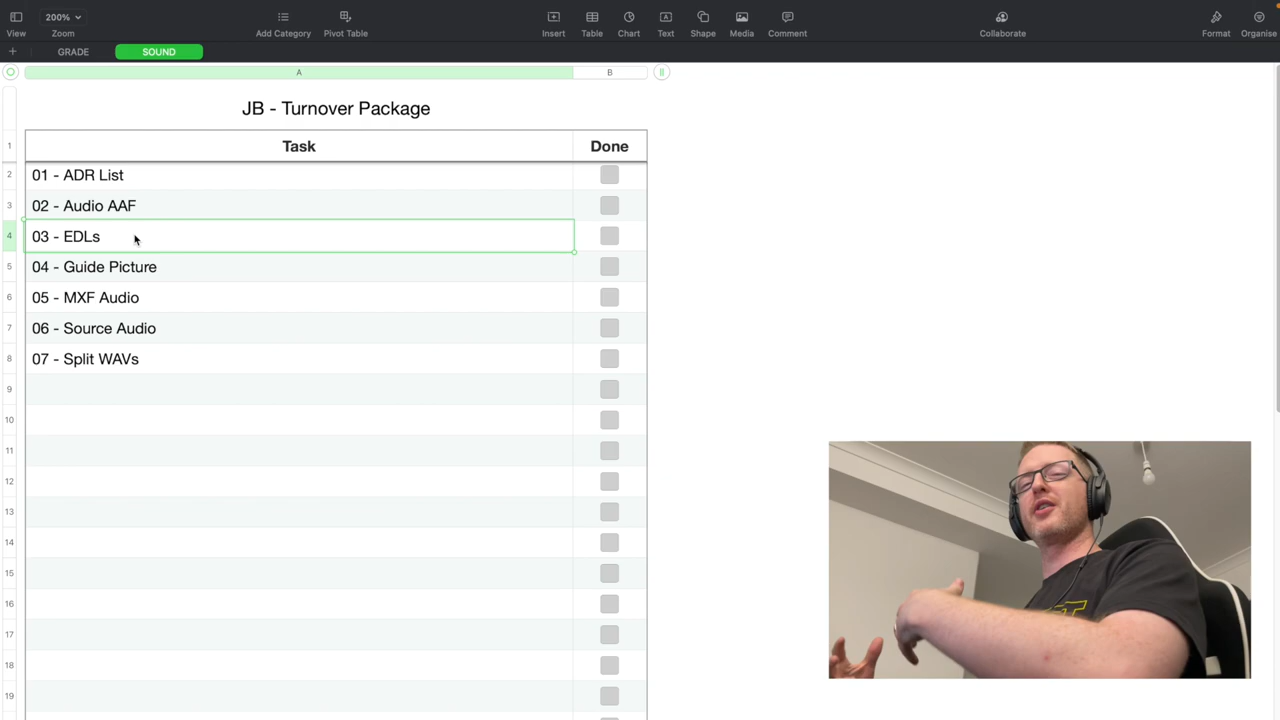 200%
View
Zoom
Add Category
Pivot Table
Insert
Table
Chart
Shape
Text
Media
Comment
Collaborate
Format
Organise
+
GRADE
SOUND
A
B
JB - Turnover Package
1
Task
Done
2
01 - ADR List
3
02 - Audio AAF
4
03 - EDLs
5
04 - Guide Picture
6
05 - MXF Audio
7
06 - Source Audio
8
07 - Split WAVs
9
10
11
12
13
14
15
16
17
18
19